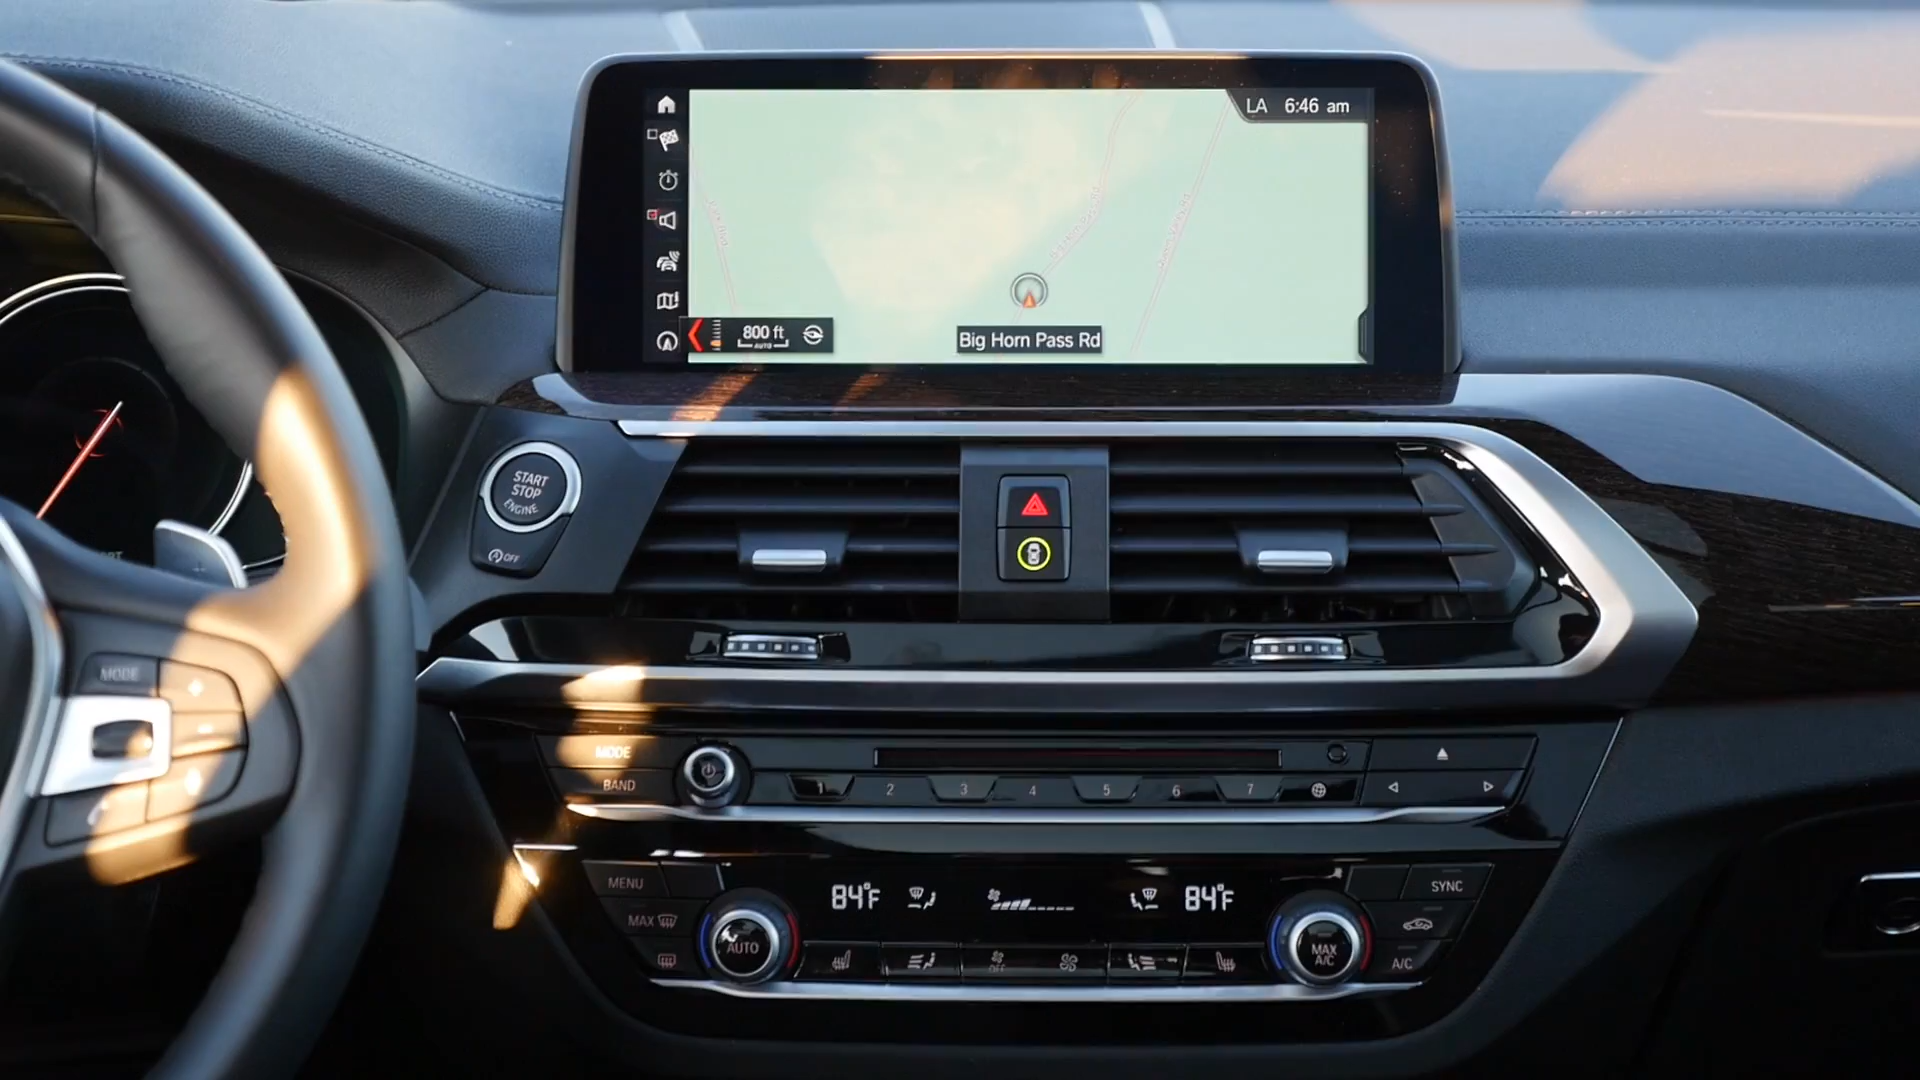 LA 6:46 am
800 ft
AUTO
Big Horn Pass Rd
START
STOP
ENGINE
OFF
MODE
MODE
BAND
1 2 3 4 5 6 7
MENU
84°F
84°F
SYNC
MAX
AUTO
MAX
A/C
A/C